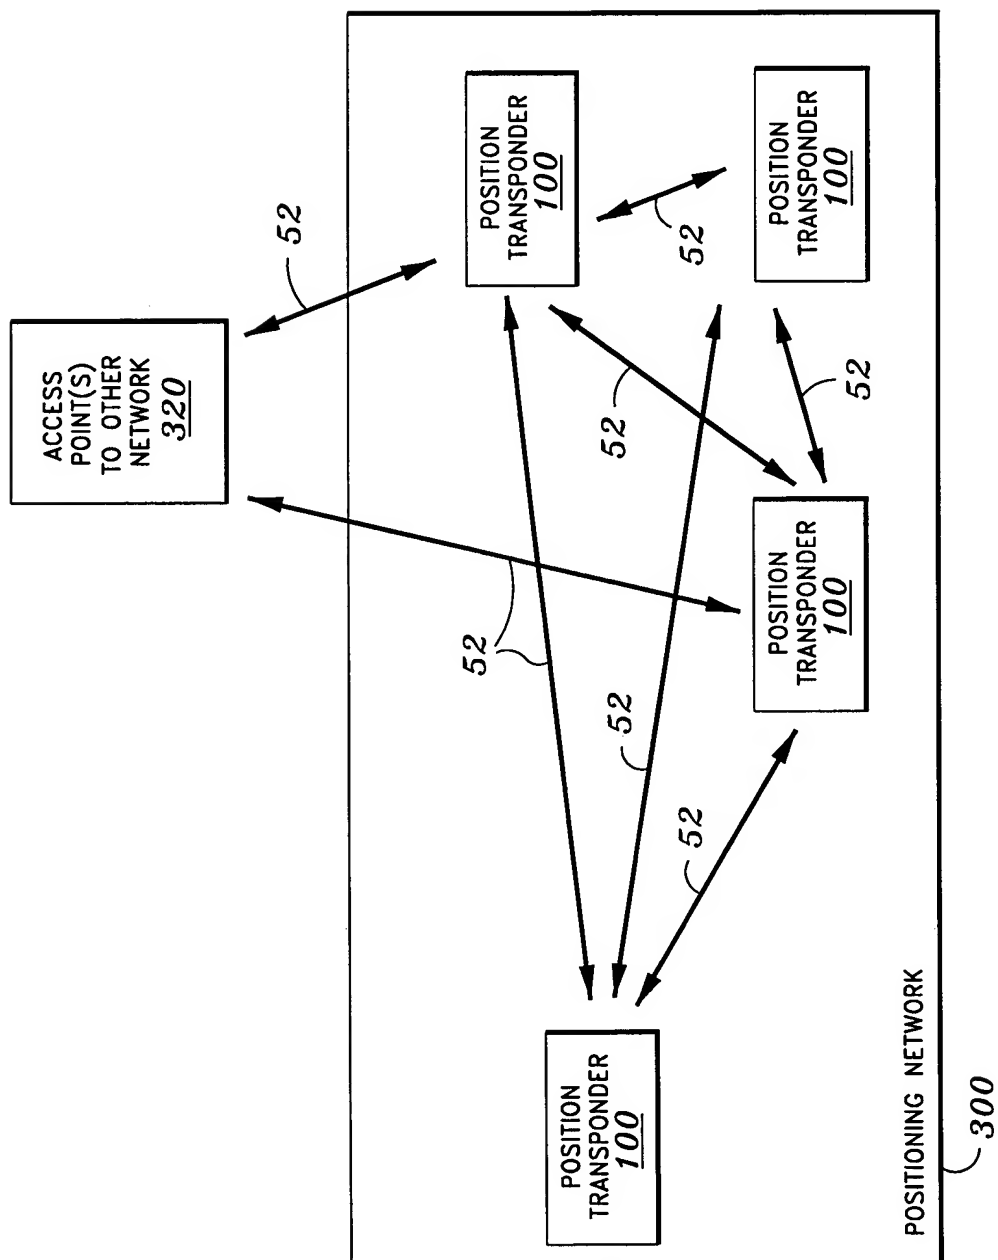 ACCESS
POINT(S)
TO OTHER
NETWORK
320
52
52
POSITION
TRANSPONDER
100
POSITION
TRANSPONDER
100
52
52
52
52
POSITION
TRANSPONDER
100
POSITION
TRANSPONDER
100
52
POSITIONING NETWORK
300